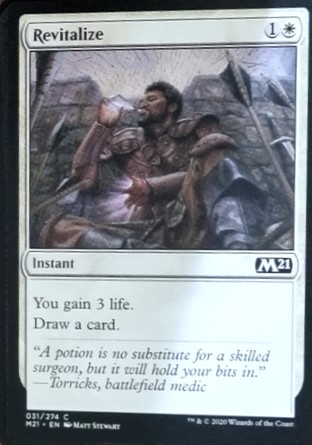 Revitalize 1
Instant M21
You gain 3 life.
Draw a card.
"A potion is no substitute for a skilled
surgeon, but it will hold your bits in."
—Torricks, battlefield medic
031/274 C
M21 • EN Matt Stewart ™ & © 2020 Wizards of the Coast